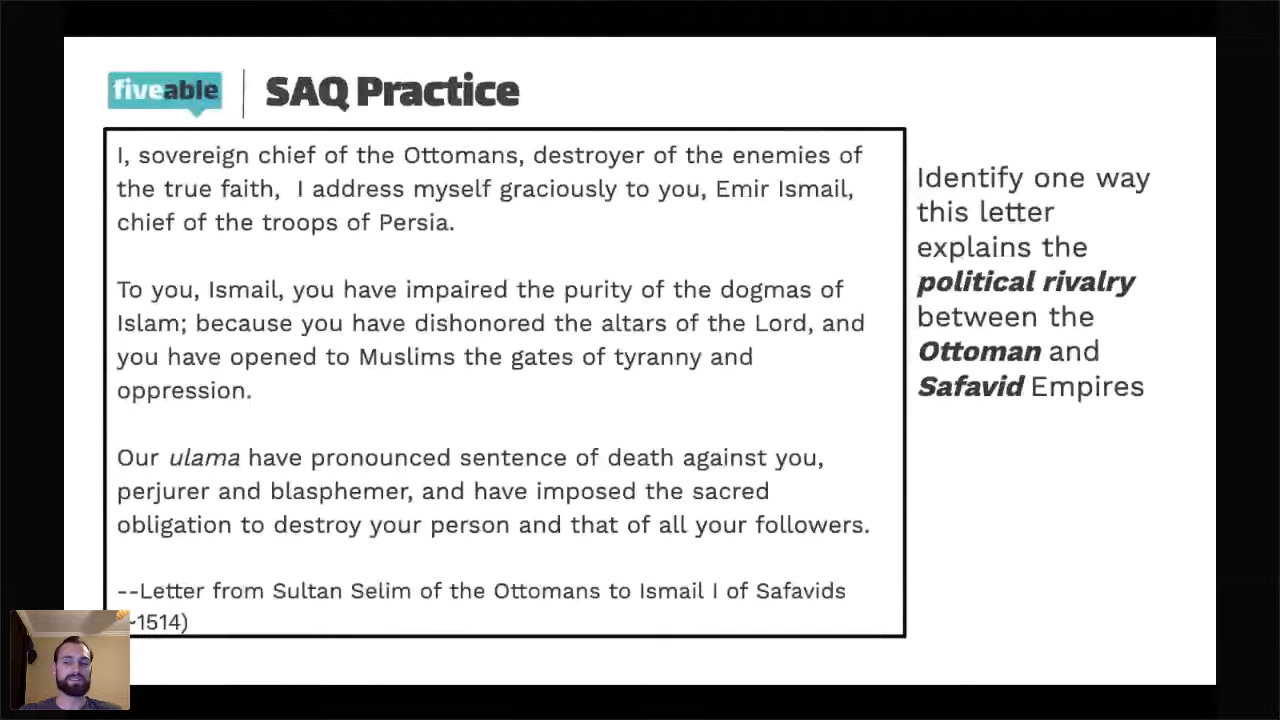 fiveable
SAQ Practice
I, sovereign chief of the Ottomans, destroyer of the enemies of
the true faith, I address myself graciously to you, Emir Ismail,
chief of the troops of Persia.
To you, Ismail, you have impaired the purity of the dogmas of
Islam; because you have dishonored the altars of the Lord, and
you have opened to Muslims the gates of tyranny and
oppression.
Our ulama have pronounced sentence of death against you,
perjurer and blasphemer, and have imposed the sacred
obligation to destroy your person and that of all your followers.
--Letter from Sultan Selim of the Ottomans to Ismail I of Safavids
~1514)
Identify one way
this letter
explains the
political rivalry
between the
Ottoman and
Safavid Empires